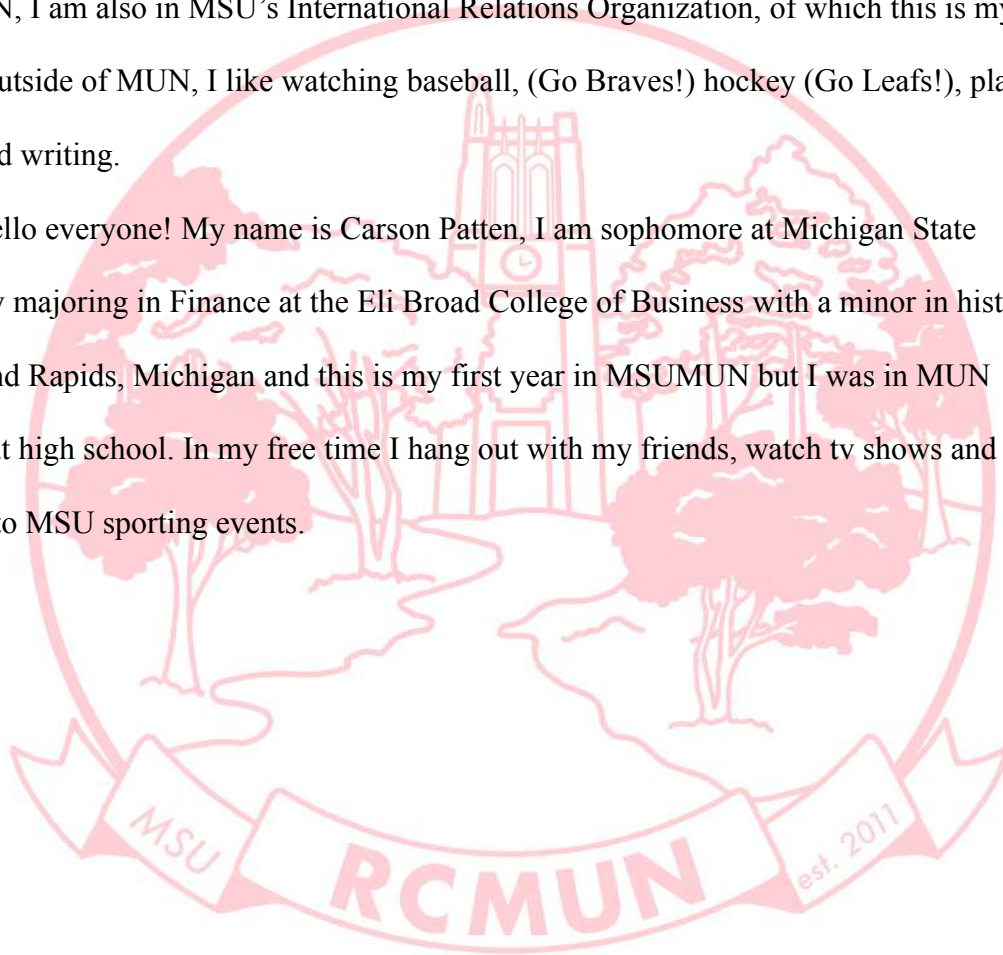 N, I am also in MSU's International Relations Organization, of which this is my
utside of MUN, I like watching baseball, (Go Braves!) hockey (Go Leafs!), pla
d writing.
ello everyone! My name is Carson Patten, I am sophomore at Michigan State
y majoring in Finance at the Eli Broad College of Business with a minor in hist
nd Rapids, Michigan and this is my first year in MSUMUN but I was in MUN
ut high school. In my free time I hang out with my friends, watch tv shows and
to MSU sporting events.
MSU
RCMUN
est. 2011